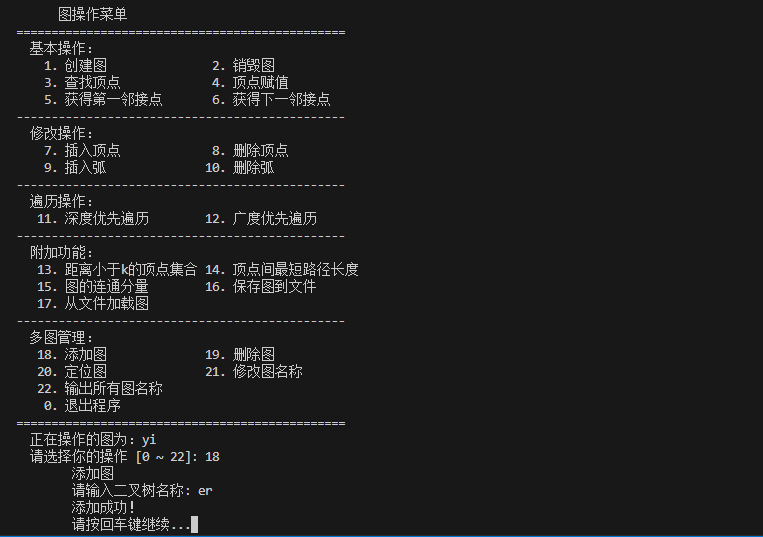 图操作菜单
===============================================
基本操作:
1. 创建图 2. 销毁图
3. 查找顶点 4. 顶点赋值
5. 获得第一邻接点 6. 获得下一邻接点
-----------------------------------------------
修改操作:
7. 插入顶点 8. 删除顶点
9. 插入弧 10. 删除弧
-----------------------------------------------
遍历操作:
11. 深度优先遍历 12. 广度优先遍历
-----------------------------------------------
附加功能:
13. 距离小于k的顶点集合 14. 顶点间最短路径长度
15. 图的连通分量 16. 保存图到文件
17. 从文件加载图
-----------------------------------------------
多图管理:
18. 添加图 19. 删除图
20. 定位图 21. 修改图名称
22. 输出所有图名称
0. 退出程序
===============================================
正在操作的图为: yi
请选择你的操作 [0 ~ 22]: 18
添加图
请输入二叉树名称: er
添加成功!
请按回车键继续...